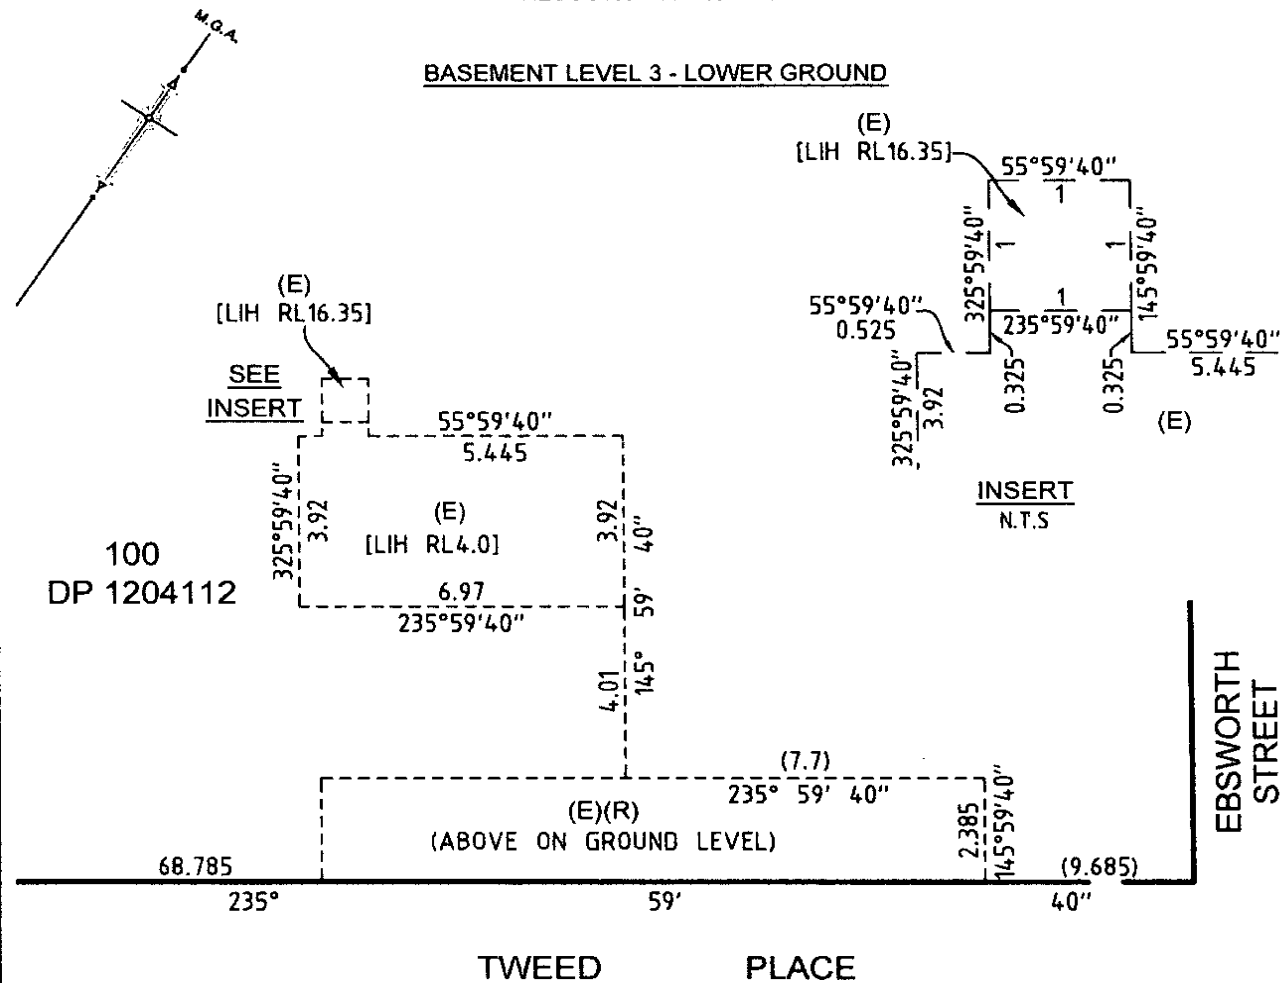 M.G.A.
BASEMENT LEVEL 3 - LOWER GROUND
(E)
[LIH RL16.35]
55°59'40"
1
325°59'40"
1
1
145°59'40"
1
235°59'40"
55°59'40"
0.525
325°59'40"
3.92
0.325
0.325
55°59'40"
5.445
(E)
INSERT
N.T.S
(E)
[LIH RL16.35]
SEE
INSERT
55°59'40"
5.445
325°59'40"
3.92
(E)
[LIH RL4.0]
3.92
145° 59' 40"
6.97
235°59'40"
100
DP 1204112
4.01
(7.7)
235° 59' 40"
(E)(R)
(ABOVE ON GROUND LEVEL)
2.385
145°59'40"
68.785
(9.685)
235° 59' 40"
EBSWORTH
STREET
TWEED PLACE